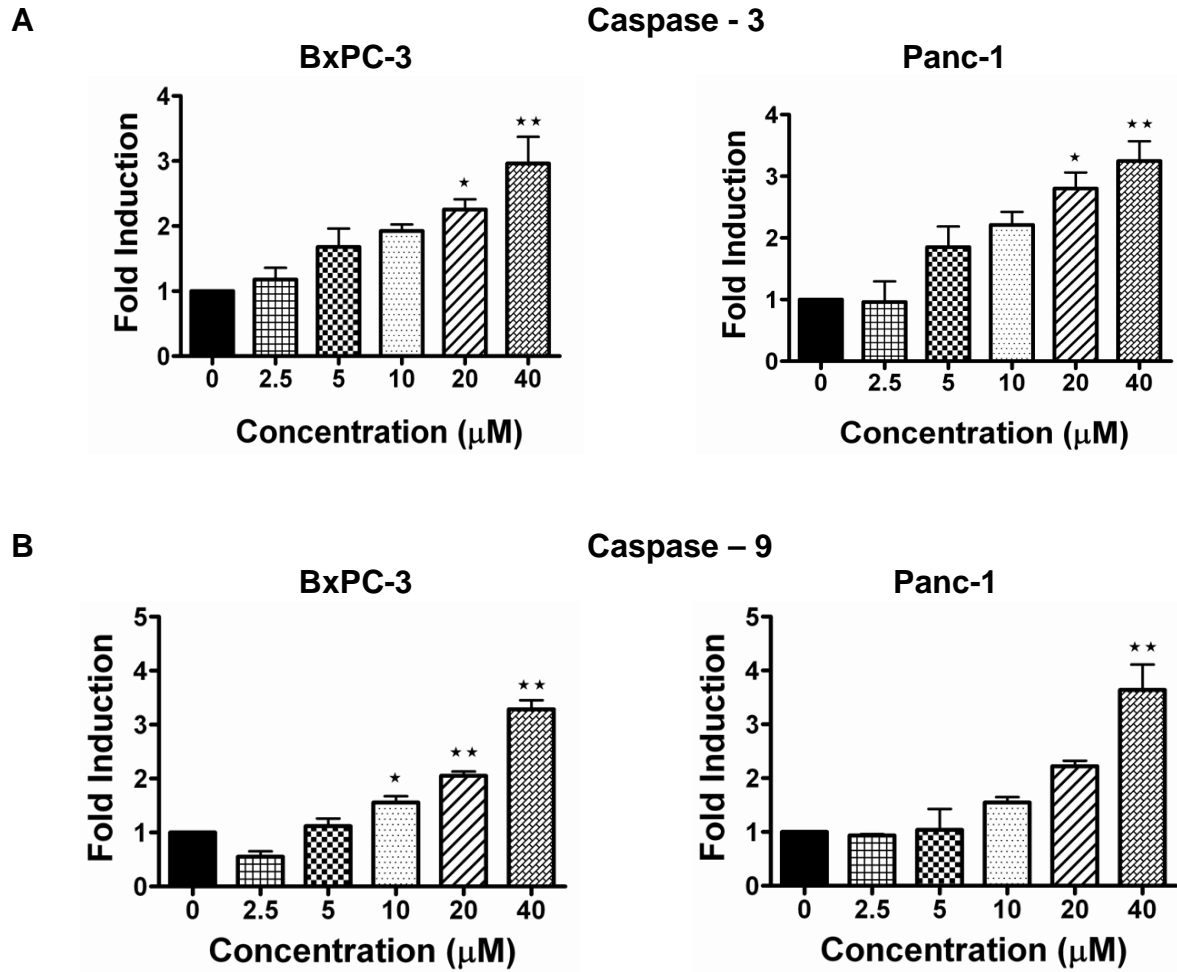 A
Caspase - 3
BxPC-3
Panc-1
4
3
2
1
0
Fold Induction
★★
★
0 2.5 5 10 20 40
Concentration (μM)
4
3
2
1
0
Fold Induction
★★
★
0 2.5 5 10 20 40
Concentration (μM)
B
Caspase – 9
BxPC-3
Panc-1
5
4
3
2
1
0
Fold Induction
★★
★★
★
0 2.5 5 10 20 40
Concentration (μM)
5
4
3
2
1
0
Fold Induction
★★
0 2.5 5 10 20 40
Concentration (μM)